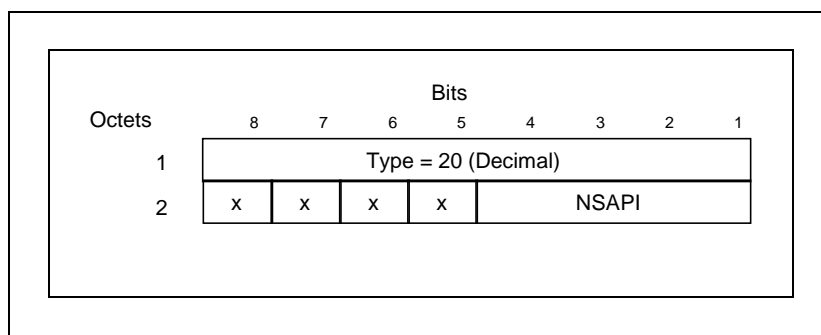 Bits
Octets 8 7 6 5 4 3 2 1
1 Type = 20 (Decimal)
2 x x x x NSAPI